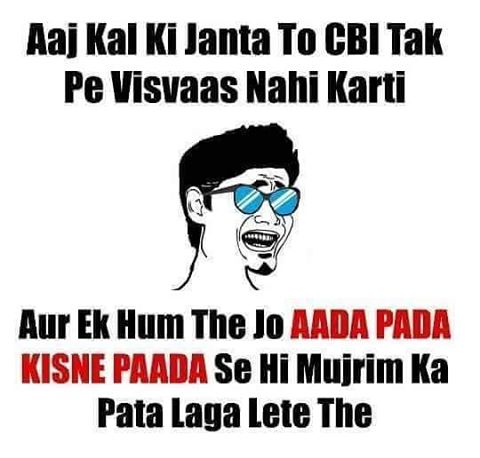 Aaj Kal Ki Janta To CBI Tak
Pe Visvaas Nahi Karti
Aur Ek Hum The Jo AADA PADA
KISNE PAADA Se Hi Mujrim Ka
Pata Laga Lete The